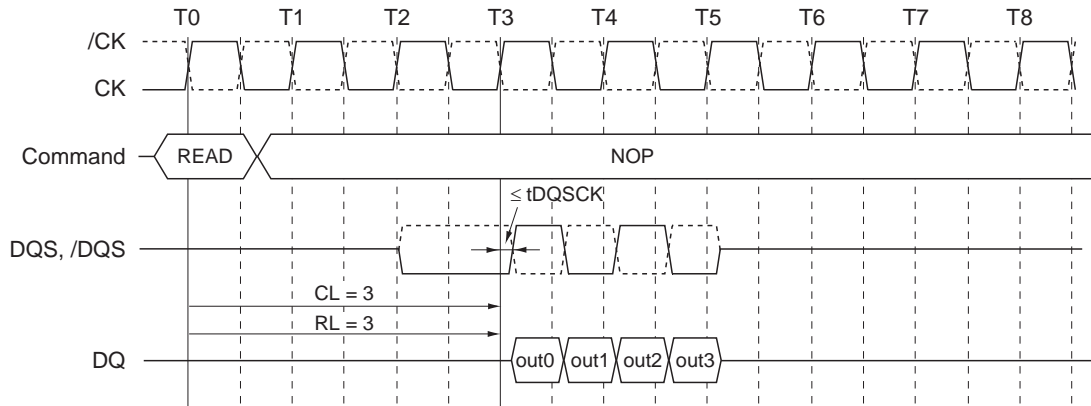 T0 T1 T2 T3 T4 T5 T6 T7 T8
/CK
CK
Command READ NOP
≤ tDQSCK
DQS, /DQS
CL = 3
RL = 3
DQ out0 out1 out2 out3